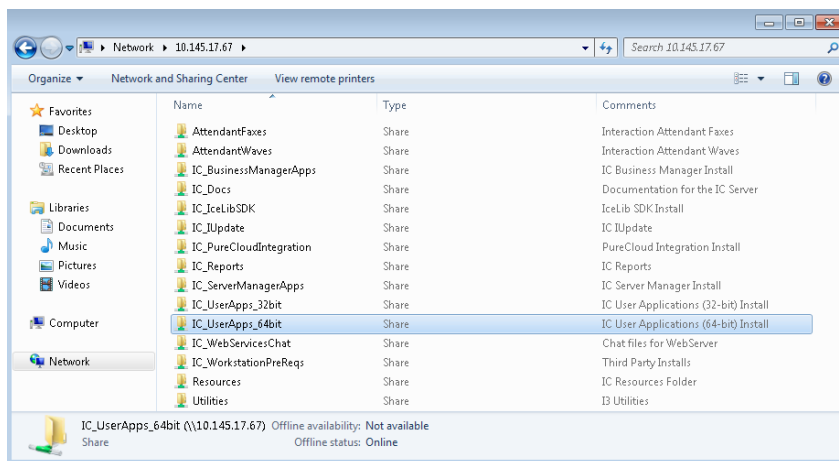 Network ▸ 10.145.17.67 ▸ Search 10.145.17.67
Organize Network and Sharing Center View remote printers
Favorites
Desktop
Downloads
Recent Places
Libraries
Documents
Music
Pictures
Videos
Computer
Network
Name Type Comments
AttendantFaxes Share Interaction Attendant Faxes
AttendantWaves Share Interaction Attendant Waves
IC_BusinessManagerApps Share IC Business Manager Install
IC_Docs Share Documentation for the IC Server
IC_IceLibSDK Share IceLib SDK Install
IC_IUpdate Share IC IUpdate
IC_PureCloudIntegration Share PureCloud Integration Install
IC_Reports Share IC Reports
IC_ServerManagerApps Share IC Server Manager Install
IC_UserApps_32bit Share IC User Applications (32-bit) Install
IC_UserApps_64bit Share IC User Applications (64-bit) Install
IC_WebServicesChat Share Chat files for WebServer
IC_WorkstationPreReqs Share Third Party Installs
Resources Share IC Resources Folder
Utilities Share I3 Utilities
IC_UserApps_64bit (\\10.145.17.67) Offline availability: Not available
Share Offline status: Online